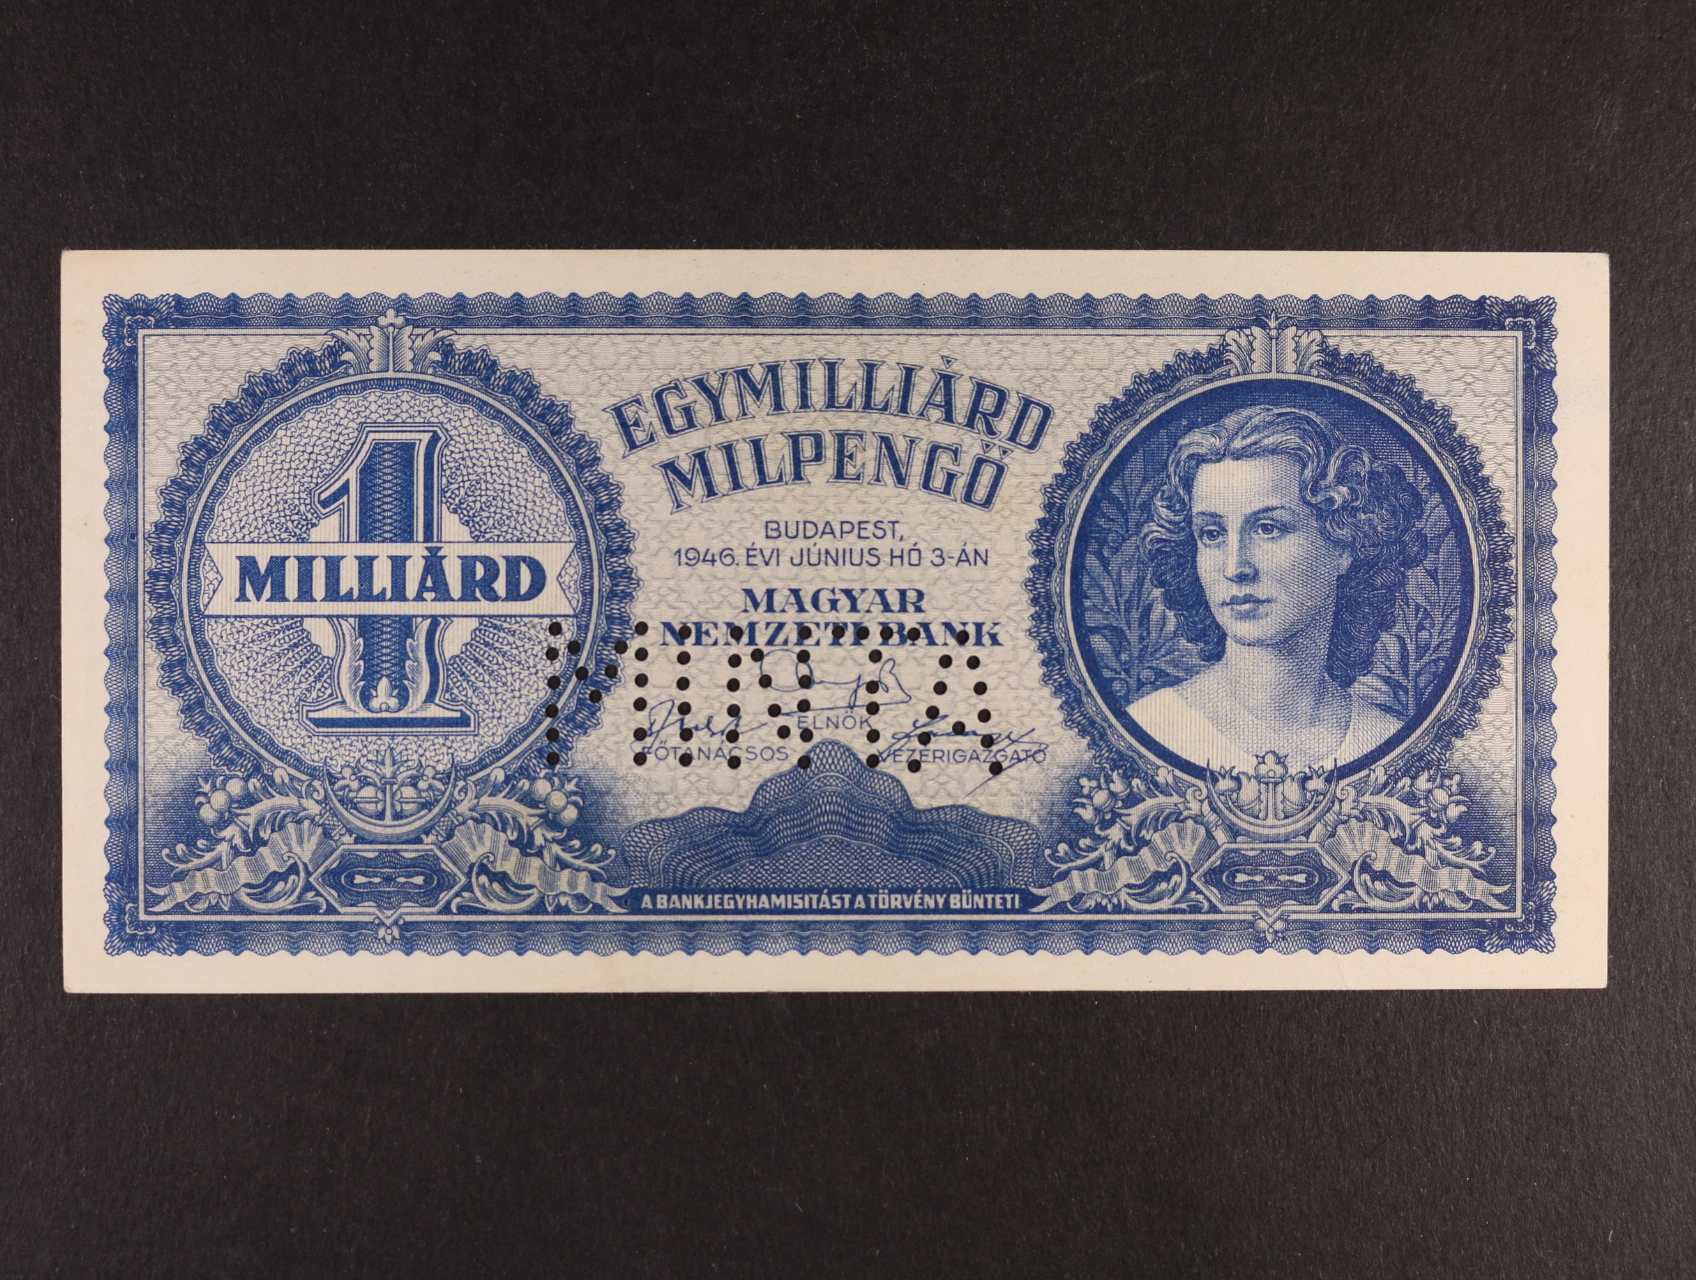 EGYMILLIÁRD
MILPENGŐ
1
MILLIÁRD
BUDAPEST,
1946. ÉVI JÚNIUS HÓ 3-ÁN
MAGYAR
NEMZETI BANK
MINTA
ELNÖK
FŐTANÁCSOS VEZÉRIGAZGATÓ
A BANKJEGYHAMISITÁST A TÖRVÉNY BÜNTETI